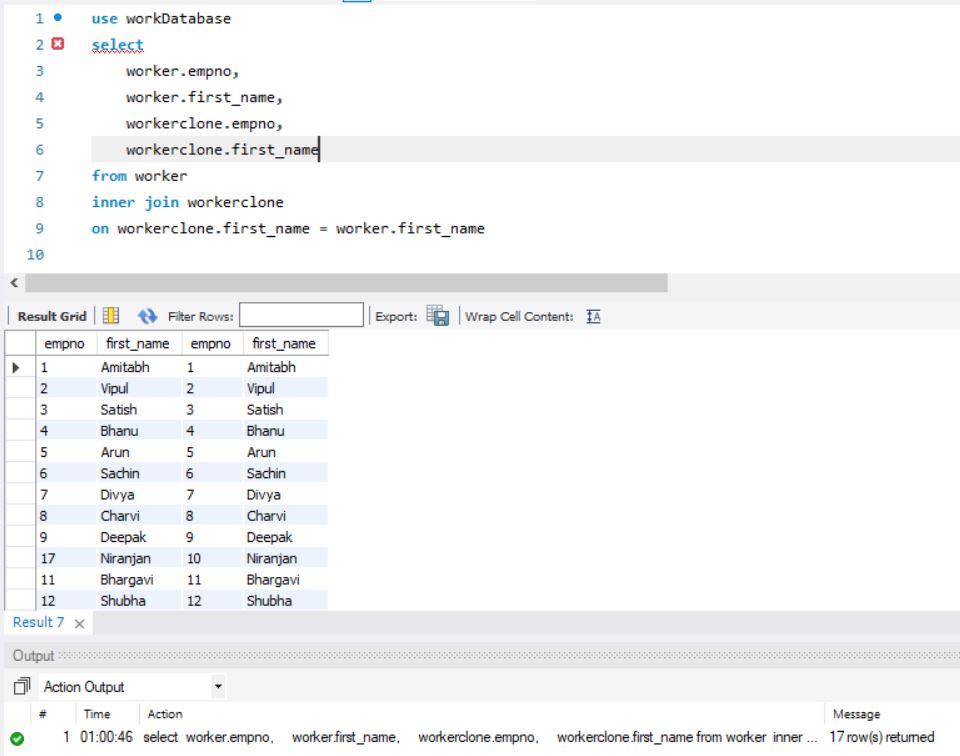 1 use workDatabase
2 select
3 worker.empno,
4 worker.first_name,
5 workerclone.empno,
6 workerclone.first_name
7 from worker
8 inner join workerclone
9 on workerclone.first_name = worker.first_name
10
Result Grid Filter Rows: Export: Wrap Cell Content: IA
empno first_name empno first_name
1 Amitabh 1 Amitabh
2 Vipul 2 Vipul
3 Satish 3 Satish
4 Bhanu 4 Bhanu
5 Arun 5 Arun
6 Sachin 6 Sachin
7 Divya 7 Divya
8 Charvi 8 Charvi
9 Deepak 9 Deepak
17 Niranjan 10 Niranjan
11 Bhargavi 11 Bhargavi
12 Shubha 12 Shubha
Result 7
Output
Action Output
# Time Action Message
1 01:00:46 select worker.empno, worker.first_name, workerclone.empno, workerclone.first_name from worker inner ... 17 row(s) returned